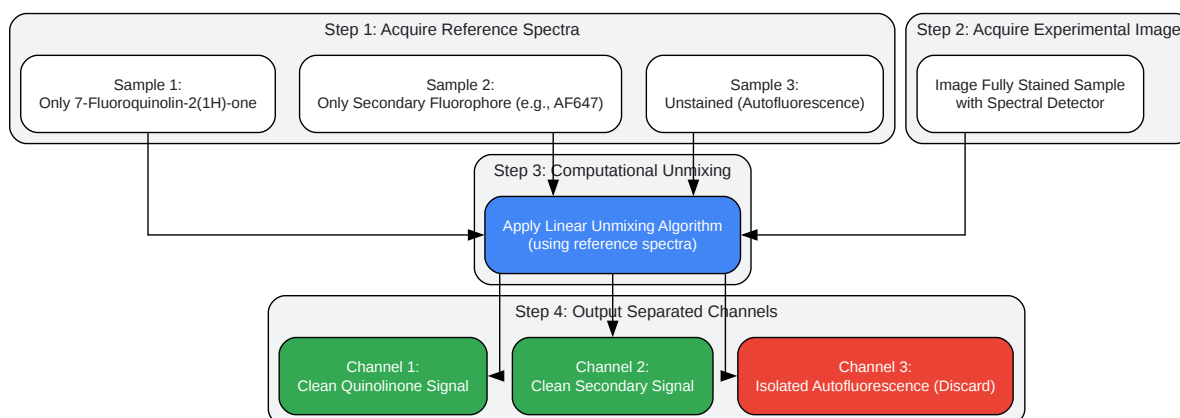 Step 1: Acquire Reference Spectra
Step 2: Acquire Experimental Image
Sample 1:
Only 7-Fluoroquinolin-2(1H)-one
Sample 2:
Only Secondary Fluorophore (e.g., AF647)
Sample 3:
Unstained (Autofluorescence)
Image Fully Stained Sample
with Spectral Detector
Step 3: Computational Unmixing
Apply Linear Unmixing Algorithm
(using reference spectra)
Step 4: Output Separated Channels
Channel 1:
Clean Quinolinone Signal
Channel 2:
Clean Secondary Signal
Channel 3:
Isolated Autofluorescence (Discard)